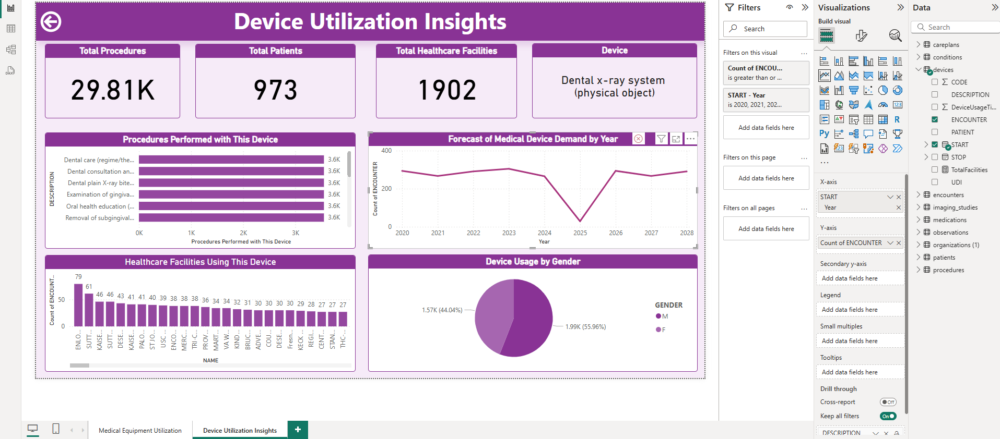 Device Utilization Insights
Total Procedures
29.81K
Total Patients
973
Total Healthcare Facilities
1902
Device
Dental x-ray system
(physical object)
Procedures Performed with This Device
DESCRIPTION
Dental care (regime/the...
3.6K
Dental consultation an...
3.6K
Dental plain X-ray bite...
3.6K
Examination of gingiva...
3.6K
Oral health education (...
3.6K
Removal of subgingival...
3.6K
0K 1K 2K 3K
Procedures Performed with This Device
Forecast of Medical Device Demand by Year
Count of ENCOUNTER
400
200
0
2020 2021 2022 2023 2024 2025 2026 2027 2028
Year
Healthcare Facilities Using This Device
Count of ENCOUNT...
50
0
79 61 46 46 43 41 41 40 39 38 38 38 36 34 34 32 31 30 30 30 30 29 28 27 27 27
ENLO... SUTT... KAISE... SUTT... DESE... KAISE... PALO... ST JO... USC ... ENCO... MERC... TRI-C... PROV... MART... VA W... KIND... BRUC... ADVE... COU... DESE... Fresn... KECK ... REGI... CENT... STAN... THC-...
NAME
Device Usage by Gender
1.57K (44.04%)
1.99K (55.96%)
GENDER
M
F
Medical Equipment Utilization
Device Utilization Insights
+
DAX
Filters
Search
Filters on this visual
...
Count of ENCOU...
is greater than or ...
START - Year
is 2020, 2021, 202...
Add data fields here
Filters on this page
...
Add data fields here
Filters on all pages
...
Add data fields here
Visualizations
Build visual
123
R
Py
123
...
X-axis
START
Year
Y-axis
Count of ENCOUNTER
Secondary y-axis
Add data fields here
Legend
Add data fields here
Small multiples
Add data fields here
Tooltips
Add data fields here
Drill through
Cross-report
Off
Keep all filters
On
DESCRIPTION
Data
Search
careplans
conditions
devices
∑ CODE
DESCRIPTION
∑ DeviceUsageTi...
ENCOUNTER
PATIENT
START
STOP
TotalFacilities
UDI
encounters
imaging_studies
medications
observations
organizations (1)
patients
procedures